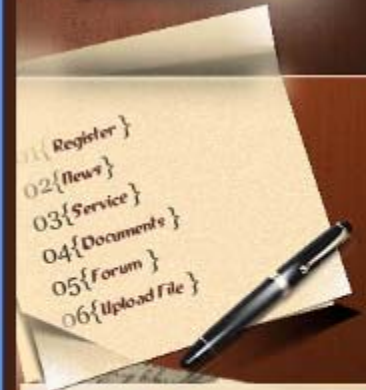 01{ Register }
02{News}
03{Service }
04{Documents }
05{Forum }
06{Upload File }